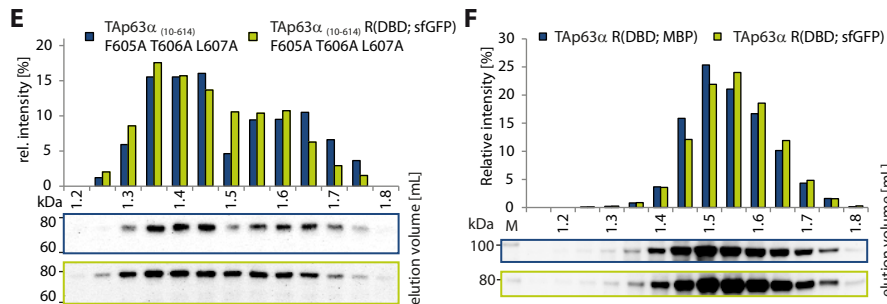 E
TAp63α (10-614) F605A T606A L607A
TAp63α (10-614) R(DBD; sfGFP) F605A T606A L607A
rel. intensity [%]
20
15
10
5
0
kDa
1.2
1.3
1.4
1.5
1.6
1.7
1.8
elution volume [mL]
80
60
80
60
F
TAp63α R(DBD; MBP)
TAp63α R(DBD; sfGFP)
Relative intensity [%]
30
25
20
15
10
5
0
kDa
M
1.2
1.3
1.4
1.5
1.6
1.7
1.8
elution volume [mL]
100
80